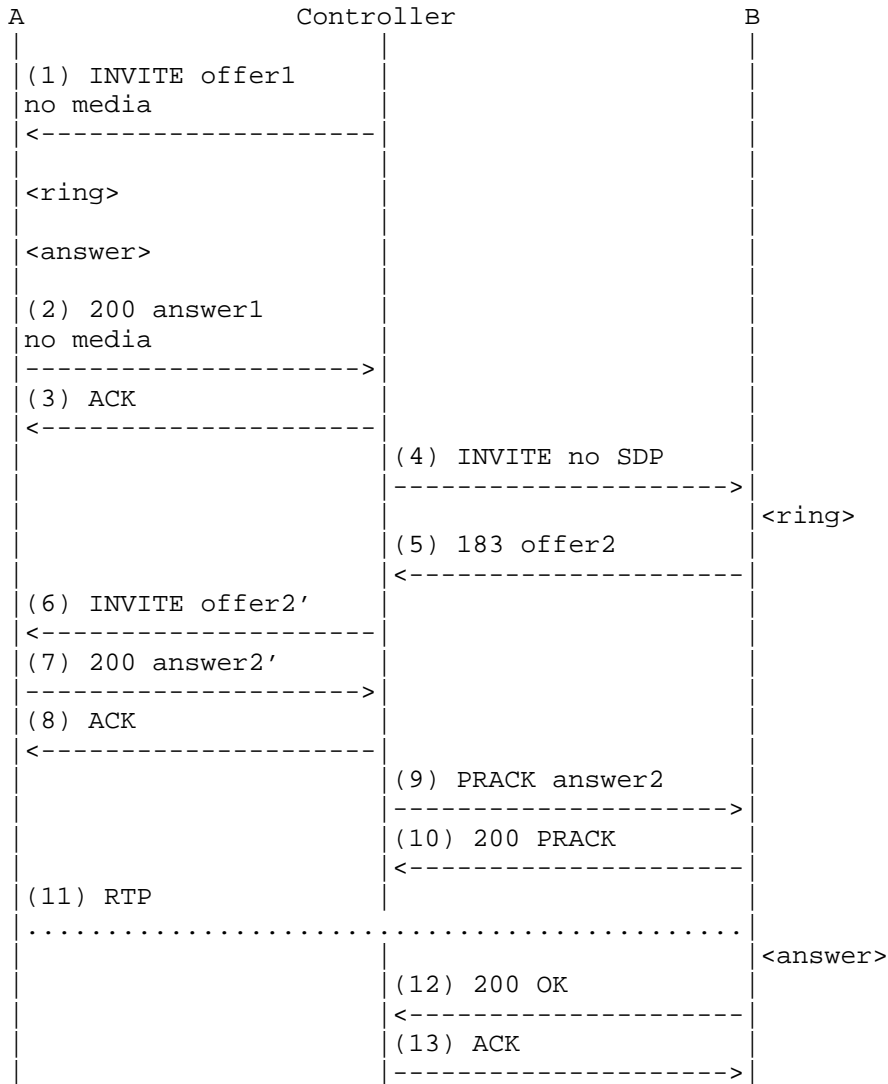 A Controller B
(1) INVITE offer1
no media
<---------------------
<ring>
<answer>
(2) 200 answer1
no media
--------------------->
(3) ACK
<---------------------
(4) INVITE no SDP
--------------------->
<ring>
(5) 183 offer2
<---------------------
(6) INVITE offer2’
<---------------------
(7) 200 answer2’
--------------------->
(8) ACK
<---------------------
(9) PRACK answer2
--------------------->
(10) 200 PRACK
<---------------------
(11) RTP
.............................................
<answer>
(12) 200 OK
<---------------------
(13) ACK
--------------------->